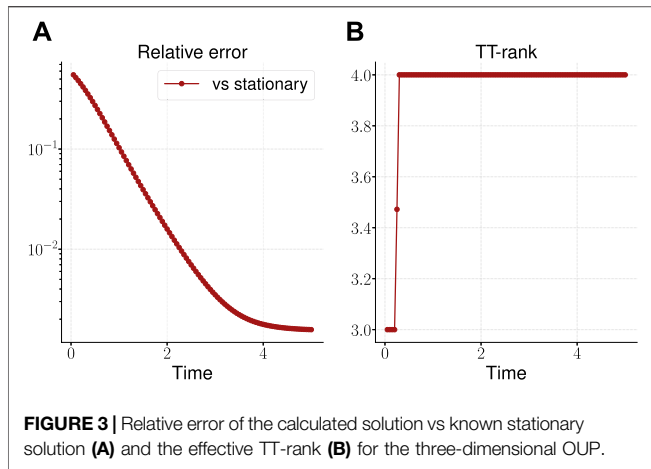 A
Relative error
vs stationary
10^{-1}
10^{-2}
0 2 4
Time
B
TT-rank
4.0
3.8
3.6
3.4
3.2
3.0
0 2 4
Time
FIGURE 3 | Relative error of the calculated solution vs known stationary
solution (A) and the effective TT-rank (B) for the three-dimensional OUP.